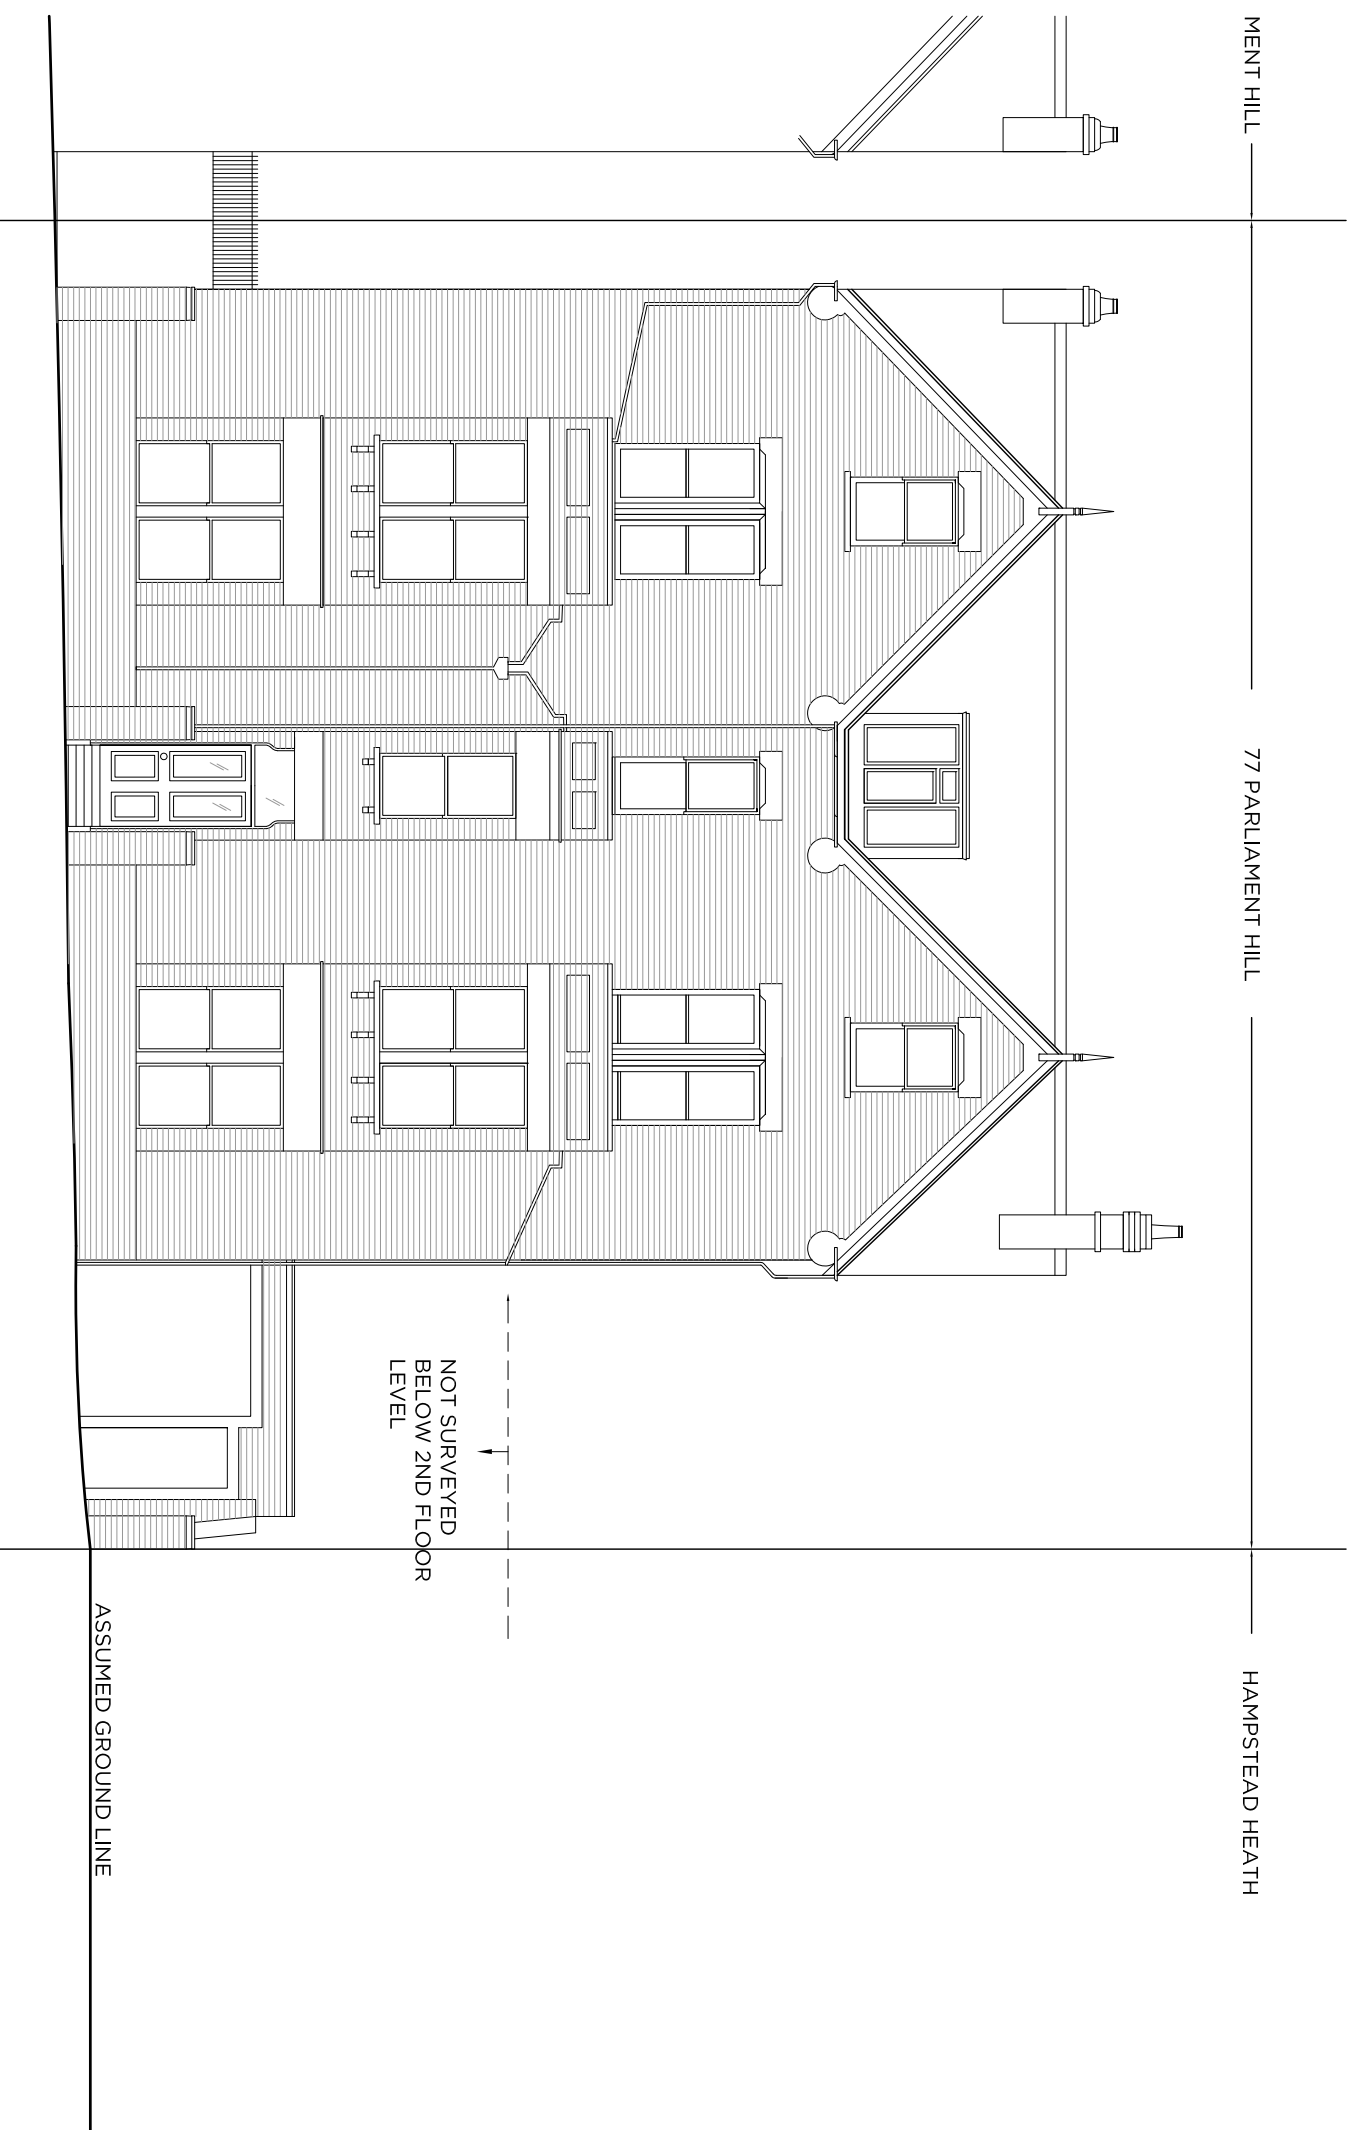 MENT HILL
77 PARLIAMENT HILL
HAMPSTEAD HEATH
NOT SURVEYED
BELOW 2ND FLOOR
LEVEL
ASSUMED GROUND LINE